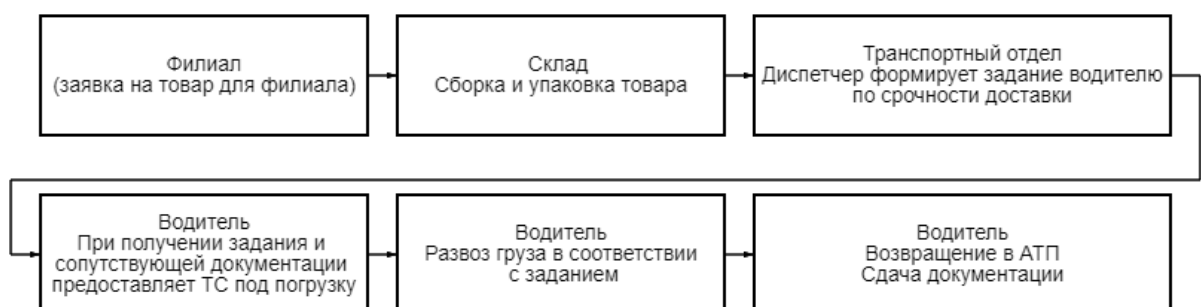 Филиал
(заявка на товар для филиала)
Склад
Сборка и упаковка товара
Транспортный отдел
Диспетчер формирует задание водителю
по срочности доставки
Водитель
При получении задания и
сопутствующей документации
предоставляет ТС под погрузку
Водитель
Развоз груза в соответствии
с заданием
Водитель
Возвращение в АТП
Сдача документации